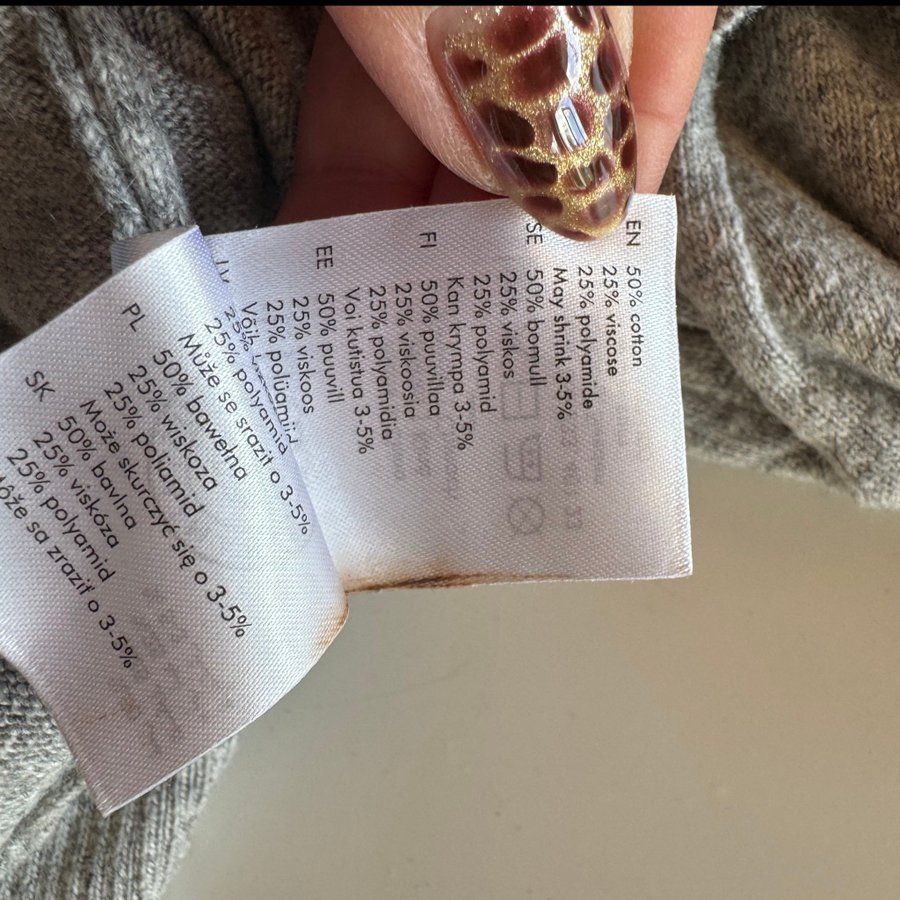 EN 50% cotton
25% viscose
25% polyamide
May shrink 3-5%
SE 50% bomull
25% viskos
25% polyamid
Kan krympa 3-5%
FI 50% puuvillaa
25% viskoosia
25% polyamidia
Voi kutistua 3-5%
EE 50% puuvill
25% viskoos
25% polüamiid
25% polyamid
Může se srazit o 3-5%
PL 50% bawełna
25% wiskoza
25% poliamid
Może skurczyć się o 3-5%
SK 50% bavlna
25% viskóza
25% polyamid
Môže sa zraziť o 3-5%